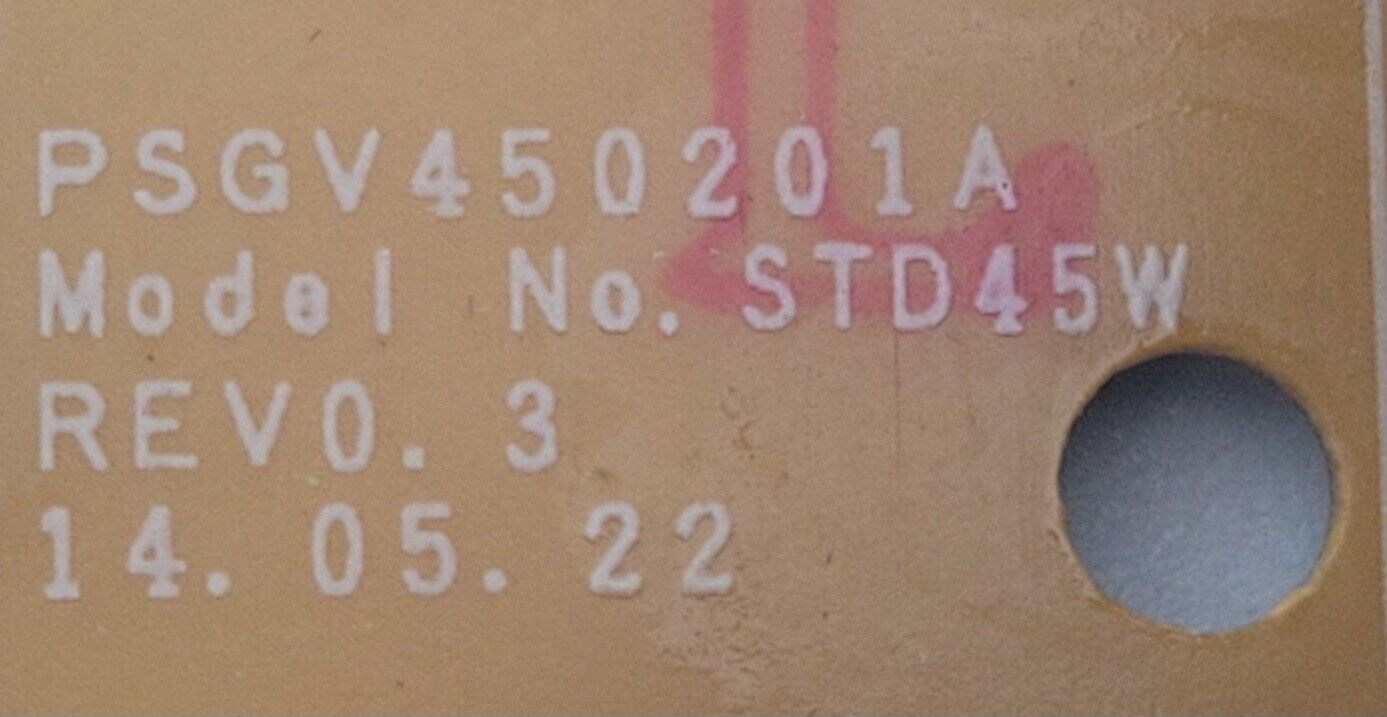 PSGV450201A
Model No. STD45W
REV0. 3
14. 05. 22